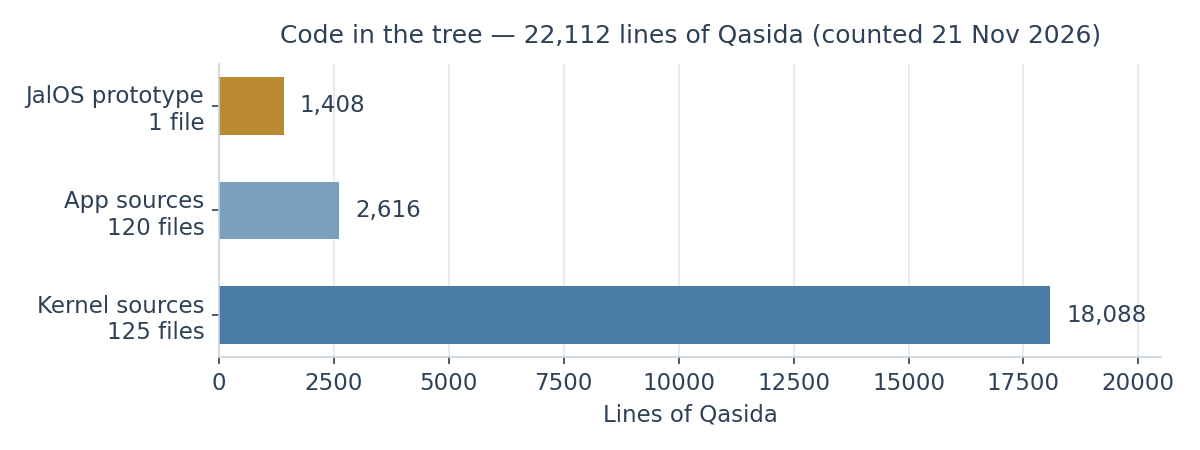 Code in the tree — 22,112 lines of Qasida (counted 21 Nov 2026)
JalOS prototype
1 file
1,408
App sources
120 files
2,616
Kernel sources
125 files
18,088
0 2500 5000 7500 10000 12500 15000 17500 20000
Lines of Qasida